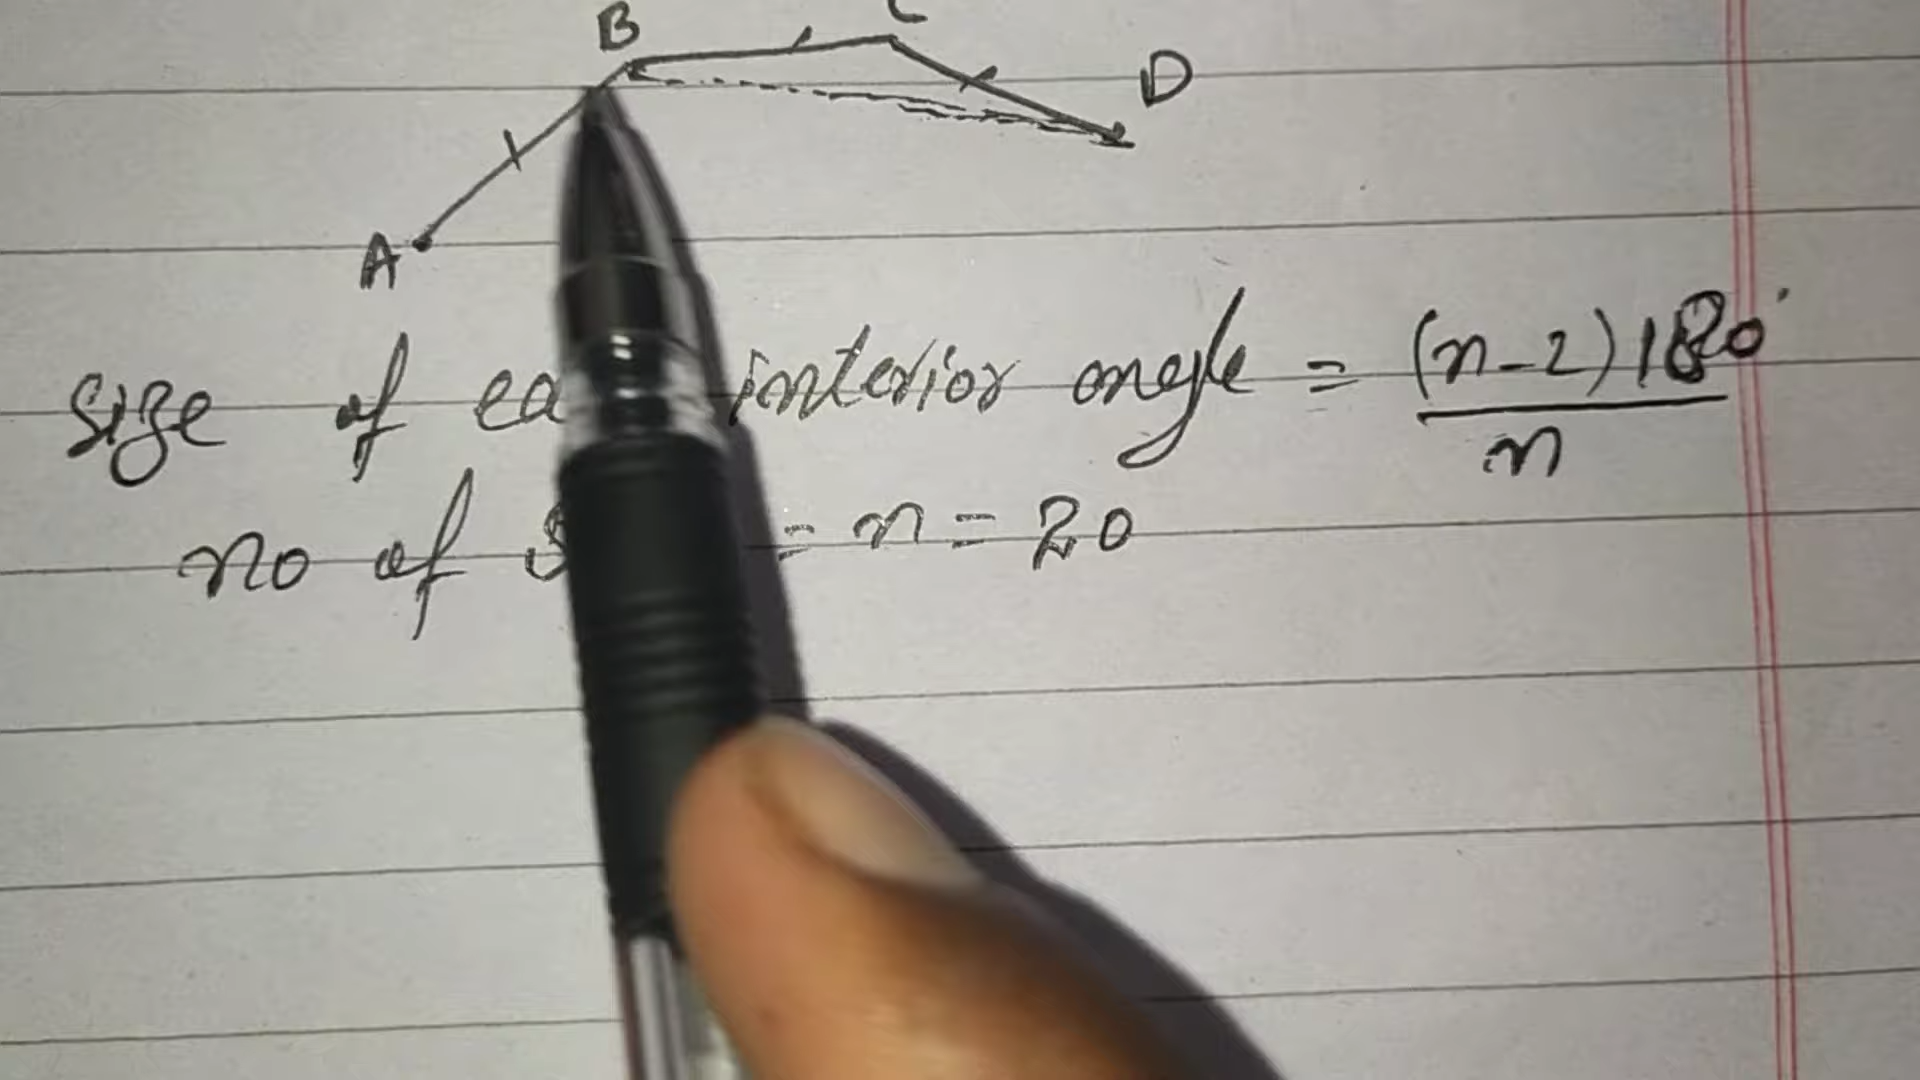 B C
D
A
Size of ea interior angle = (n-2)180°
n
no of = n = 20